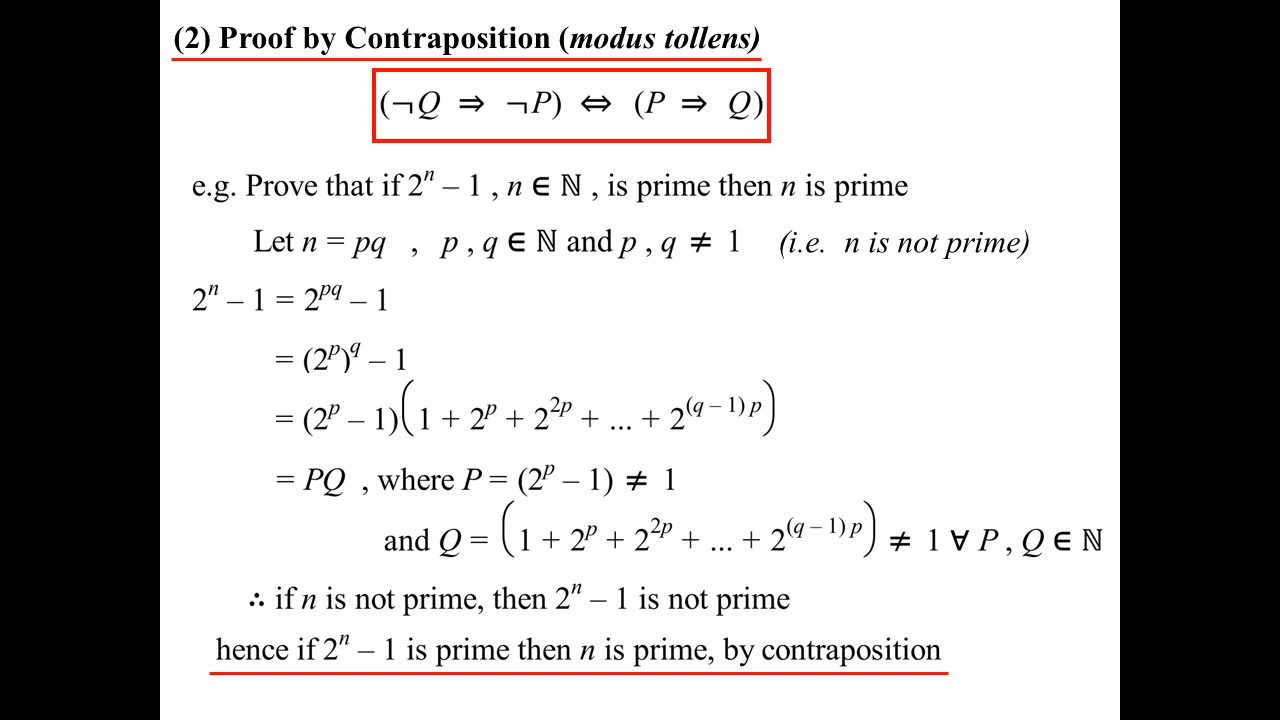 (2) Proof by Contraposition (modus tollens)
(¬Q ⇒ ¬P) ⇔ (P ⇒ Q)
e.g. Prove that if 2ⁿ – 1 , n ∈ ℕ , is prime then n is prime
Let n = pq , p , q ∈ ℕ and p , q ≠ 1 (i.e. n is not prime)
2ⁿ – 1 = 2^{pq} – 1
= (2^p)^q – 1
= (2^p – 1)(1 + 2^p + 2^{2p} + ... + 2^{(q – 1)p})
= PQ , where P = (2^p – 1) ≠ 1
and Q = (1 + 2^p + 2^{2p} + ... + 2^{(q – 1)p}) ≠ 1 ∀ P , Q ∈ ℕ
∴ if n is not prime, then 2ⁿ – 1 is not prime
hence if 2ⁿ – 1 is prime then n is prime, by contraposition